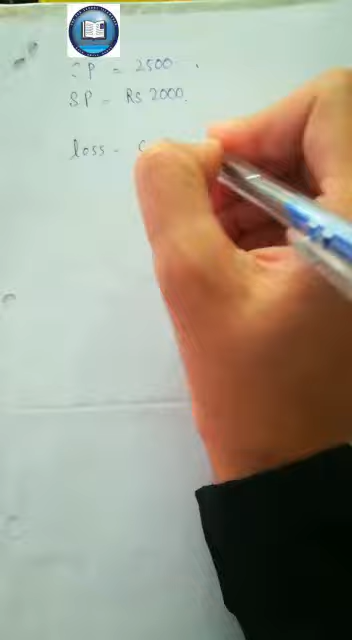 CP = 2500
SP = Rs 2000.
loss = C